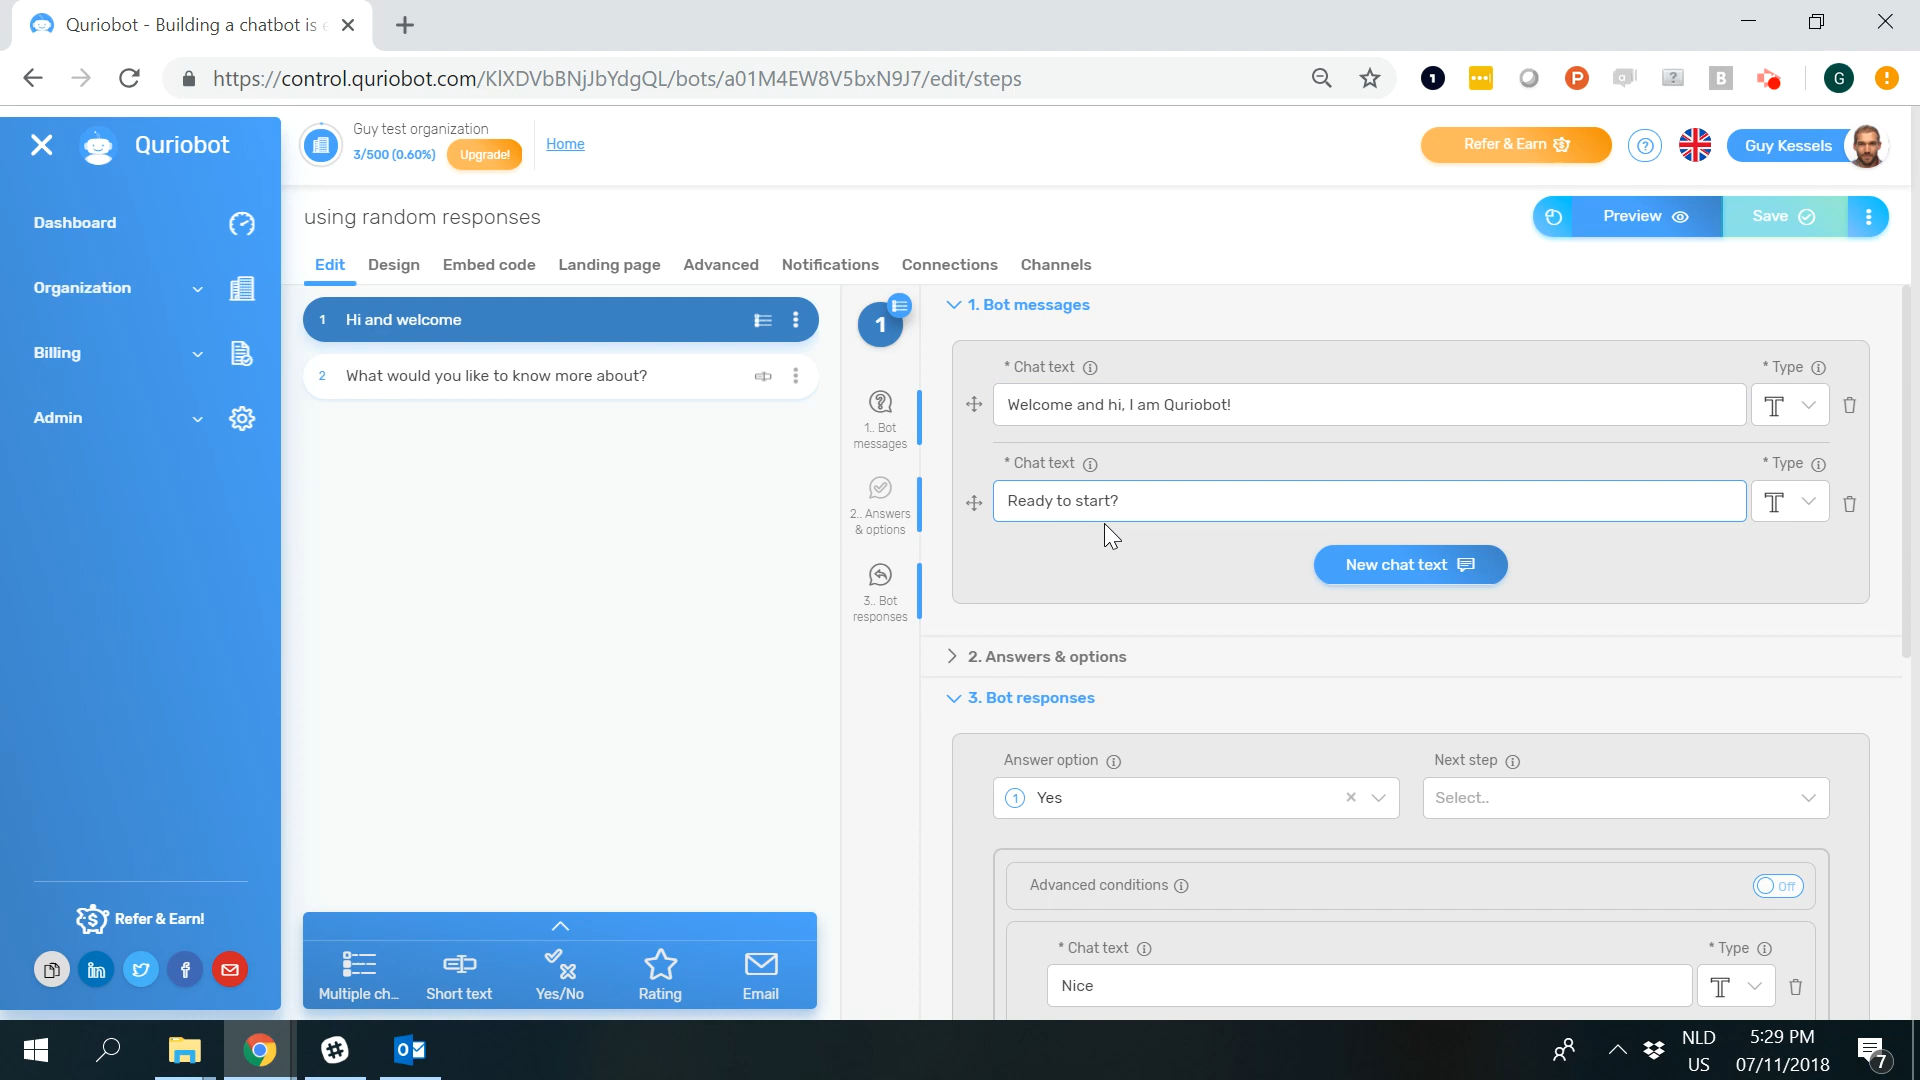 Quriobot - Building a chatbot is e
https://control.quriobot.com/KlXDVbBNjJbYdgQL/bots/a01M4EW8V5bxN9J7/edit/steps
G
Quriobot
Guy test organization
3/500 (0.60%)
Upgrade!
Home
Refer & Earn
Guy Kessels
Dashboard
Organization
Billing
Admin
Refer & Earn!
using random responses
Preview
Save
Edit
Design
Embed code
Landing page
Advanced
Notifications
Connections
Channels
1 Hi and welcome
2 What would you like to know more about?
Multiple ch...
Short text
Yes/No
Rating
Email
1
1.. Bot
messages
2.. Answers
& options
3.. Bot
responses
1. Bot messages
* Chat text
* Type
Welcome and hi, I am Quriobot!
* Chat text
* Type
Ready to start?
New chat text
2. Answers & options
3. Bot responses
Answer option
Next step
1 Yes
Select..
Advanced conditions
Off
* Chat text
* Type
Nice
NLD
US
5:29 PM
07/11/2018
7